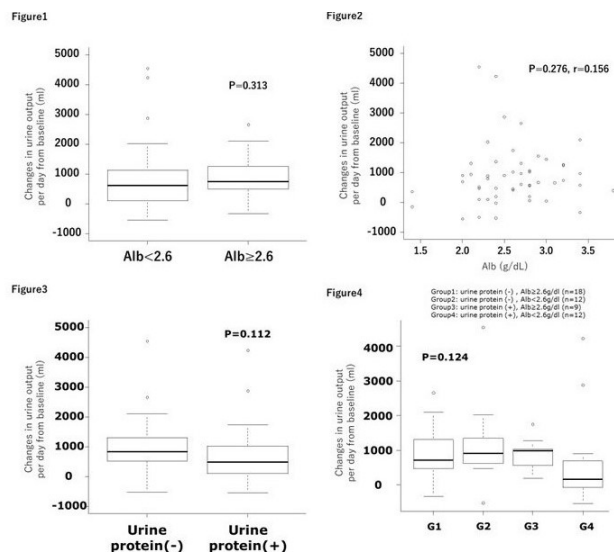 Figure1
Changes in urine output
per day from baseline (ml)
5000
4000
3000
2000
1000
0
-1000
P=0.313
Alb<2.6
Alb≥2.6
Figure2
Changes in urine output
per day from baseline (ml)
5000
4000
3000
2000
1000
0
-1000
P=0.276, r=0.156
1.5
2.0
2.5
3.0
3.5
Alb (g/dL)
Figure3
Changes in urine output
per day from baseline (ml)
5000
4000
3000
2000
1000
0
-1000
P=0.112
Urine
protein(-)
Urine
protein(+)
Figure4
Group1: urine protein (-) , Alb≥2.6g/dl (n=18)
Group2: urine protein (-) , Alb<2.6g/dl (n=12)
Group3: urine protein (+), Alb≥2.6g/dl (n=9)
Group4: urine protein (+), Alb<2.6g/dl (n=12)
Changes in urine output
per day from baseline (ml)
4000
3000
2000
1000
0
P=0.124
G1
G2
G3
G4